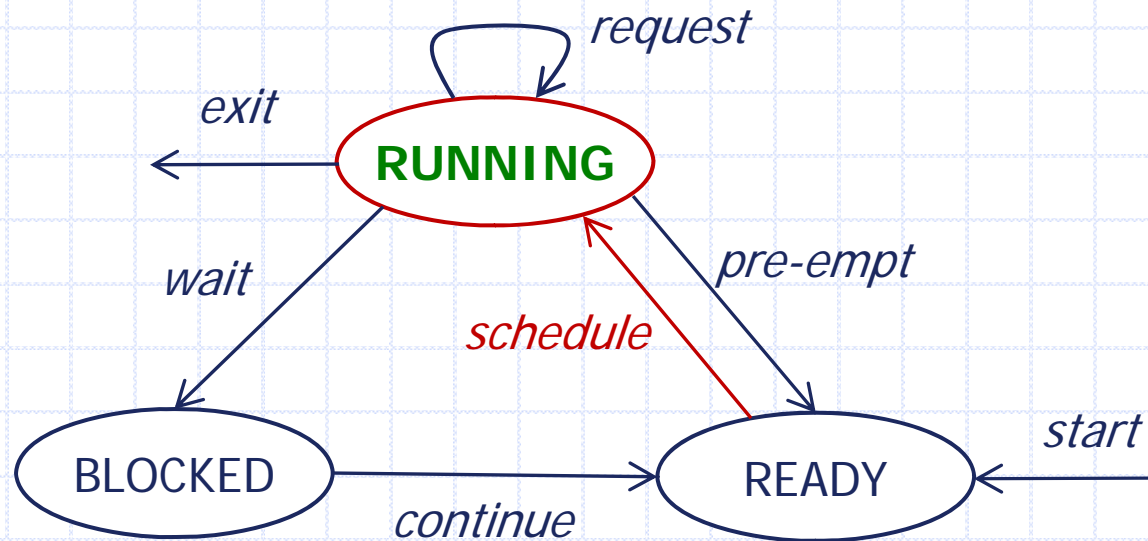 request
exit
RUNNING
pre-empt
wait
schedule
start
BLOCKED
READY
continue